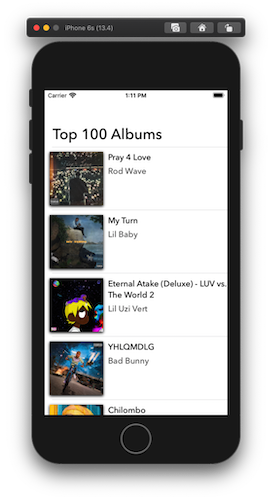 iPhone 6s (13.4)
Carrier
1:11 PM
Top 100 Albums
Pray 4 Love
Rod Wave
My Turn
Lil Baby
Eternal Atake (Deluxe) - LUV vs.
The World 2
Lil Uzi Vert
YHLQMDLG
Bad Bunny
Chilombo